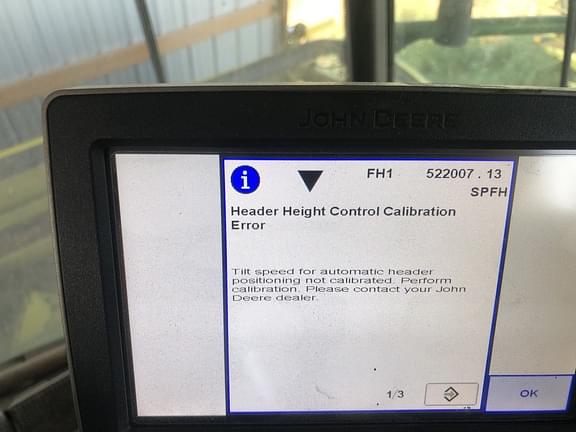 JOHN DEERE
FH1 522007 . 13
SPFH
Header Height Control Calibration
Error
Tilt speed for automatic header
positioning not calibrated. Perform
calibration. Please contact your John
Deere dealer.
1/3
OK